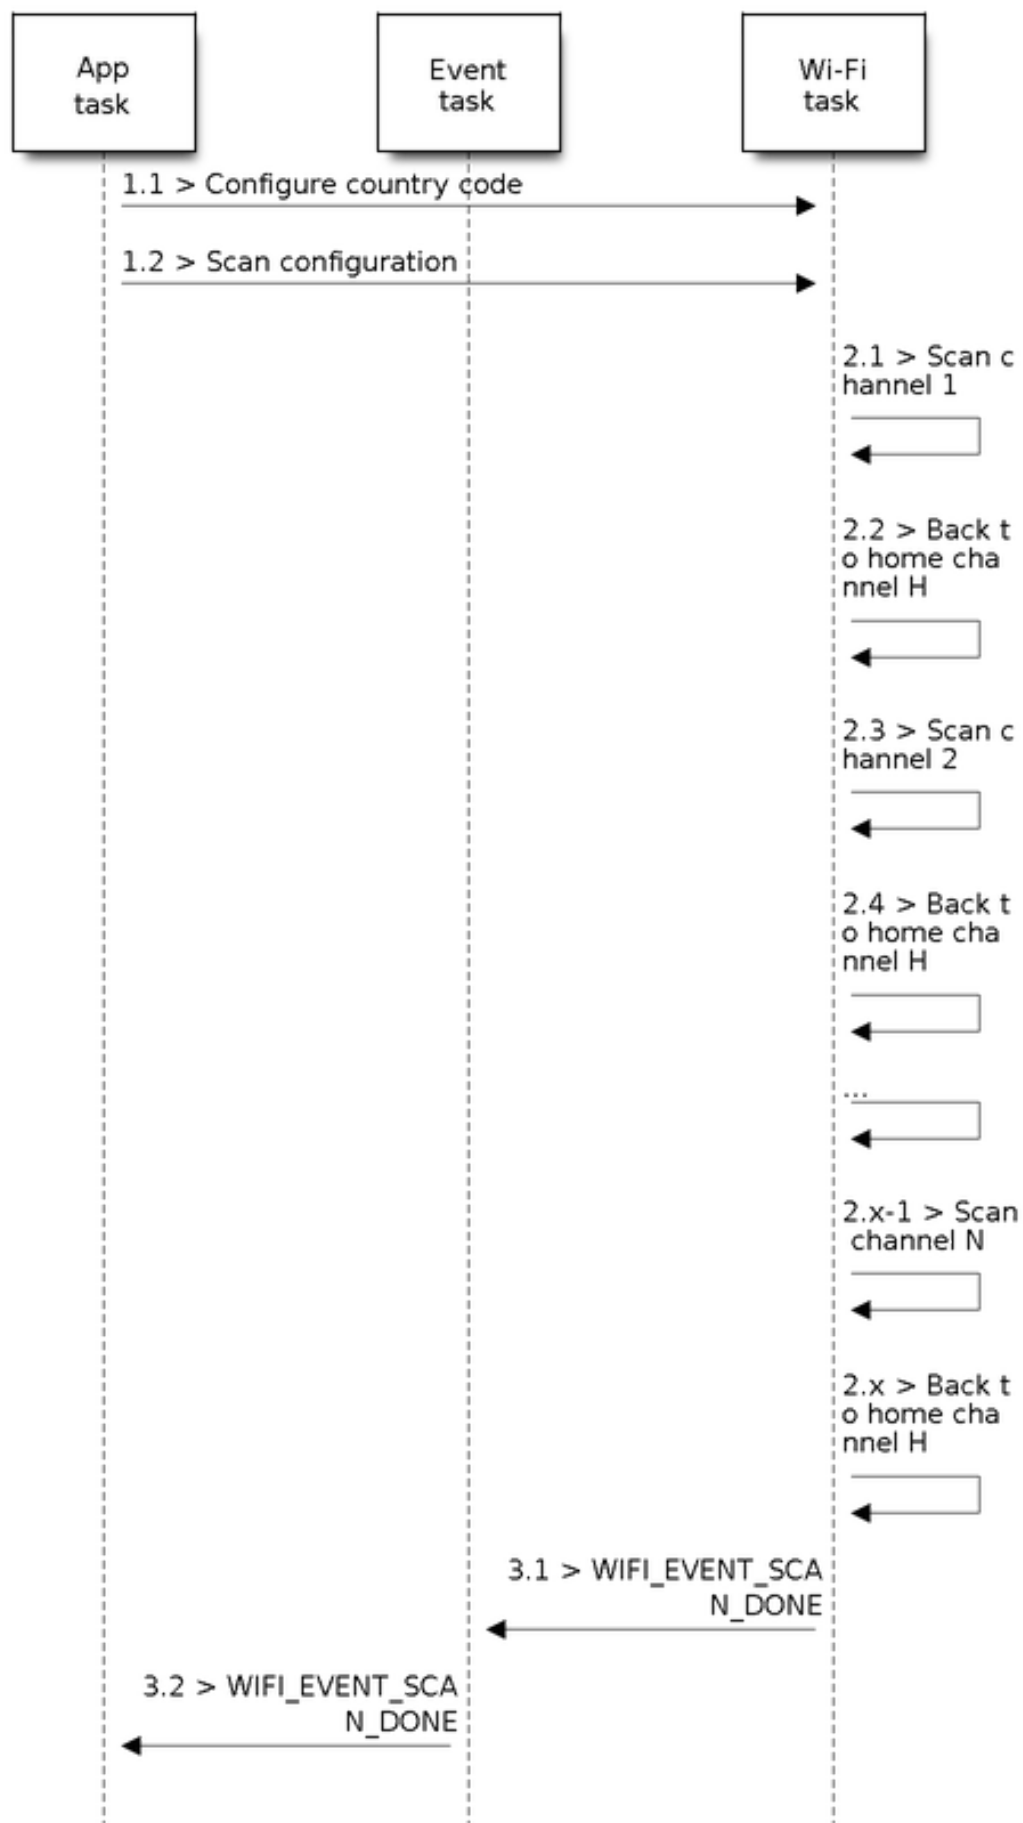 App
task
Event
task
Wi-Fi
task
1.1 > Configure country code
1.2 > Scan configuration
2.1 > Scan c
hannel 1
2.2 > Back t
o home cha
nnel H
2.3 > Scan c
hannel 2
2.4 > Back t
o home cha
nnel H
...
2.x-1 > Scan
channel N
2.x > Back t
o home cha
nnel H
3.1 > WIFI_EVENT_SCA
N_DONE
3.2 > WIFI_EVENT_SCA
N_DONE